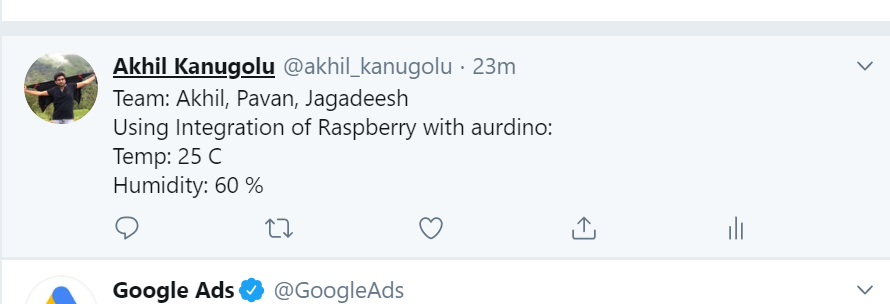 Akhil Kanugolu @akhil_kanugolu · 23m
Team: Akhil, Pavan, Jagadeesh
Using Integration of Raspberry with aurdino:
Temp: 25 C
Humidity: 60 %
Google Ads @GoogleAds